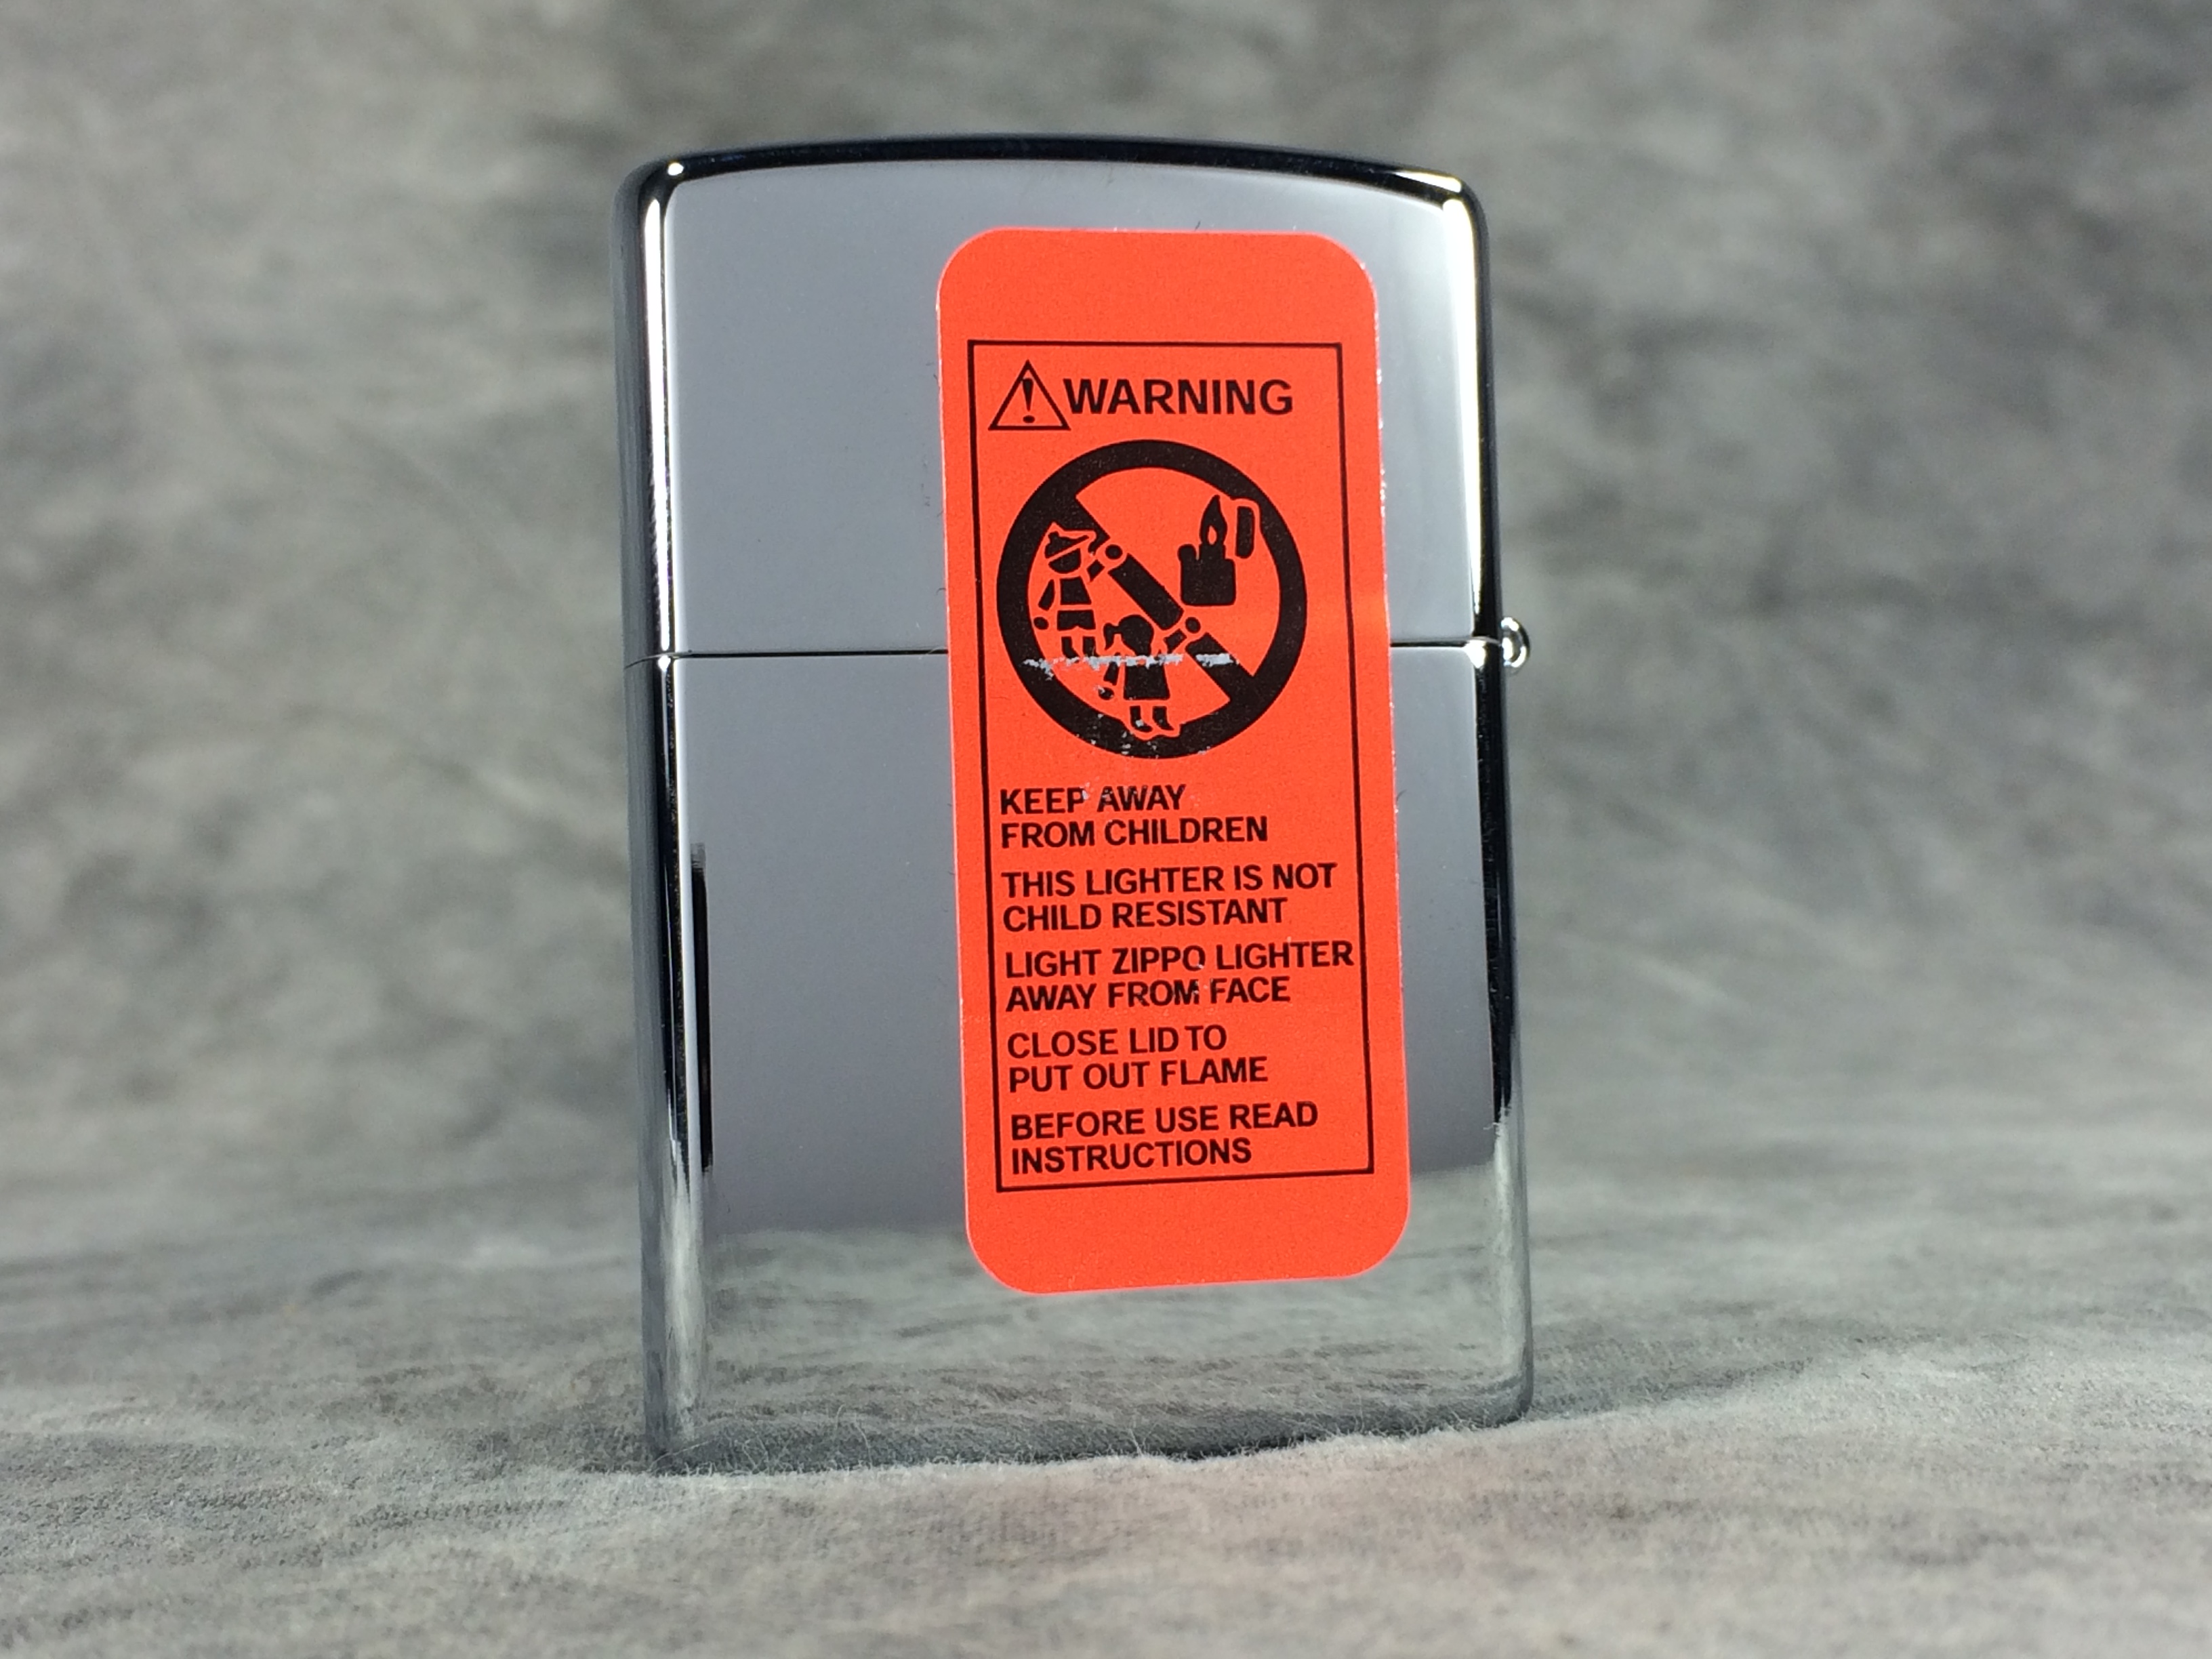 WARNING
KEEP AWAY
FROM CHILDREN
THIS LIGHTER IS NOT
CHILD RESISTANT
LIGHT ZIPPO LIGHTER
AWAY FROM FACE
CLOSE LID TO
PUT OUT FLAME
BEFORE USE READ
INSTRUCTIONS